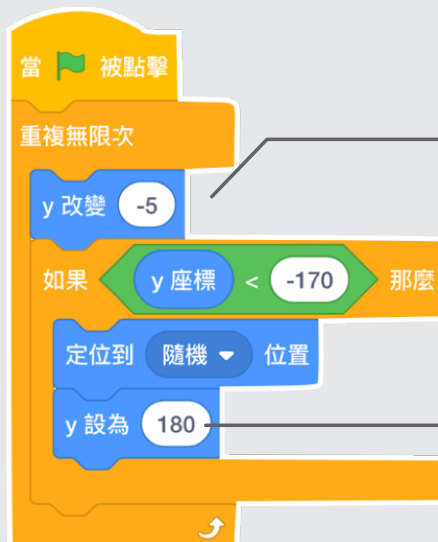 當 被點擊
重複無限次
y 改變 -5
如果 y 座標 < -170 那麼
定位到 隨機 位置
y 設為 180